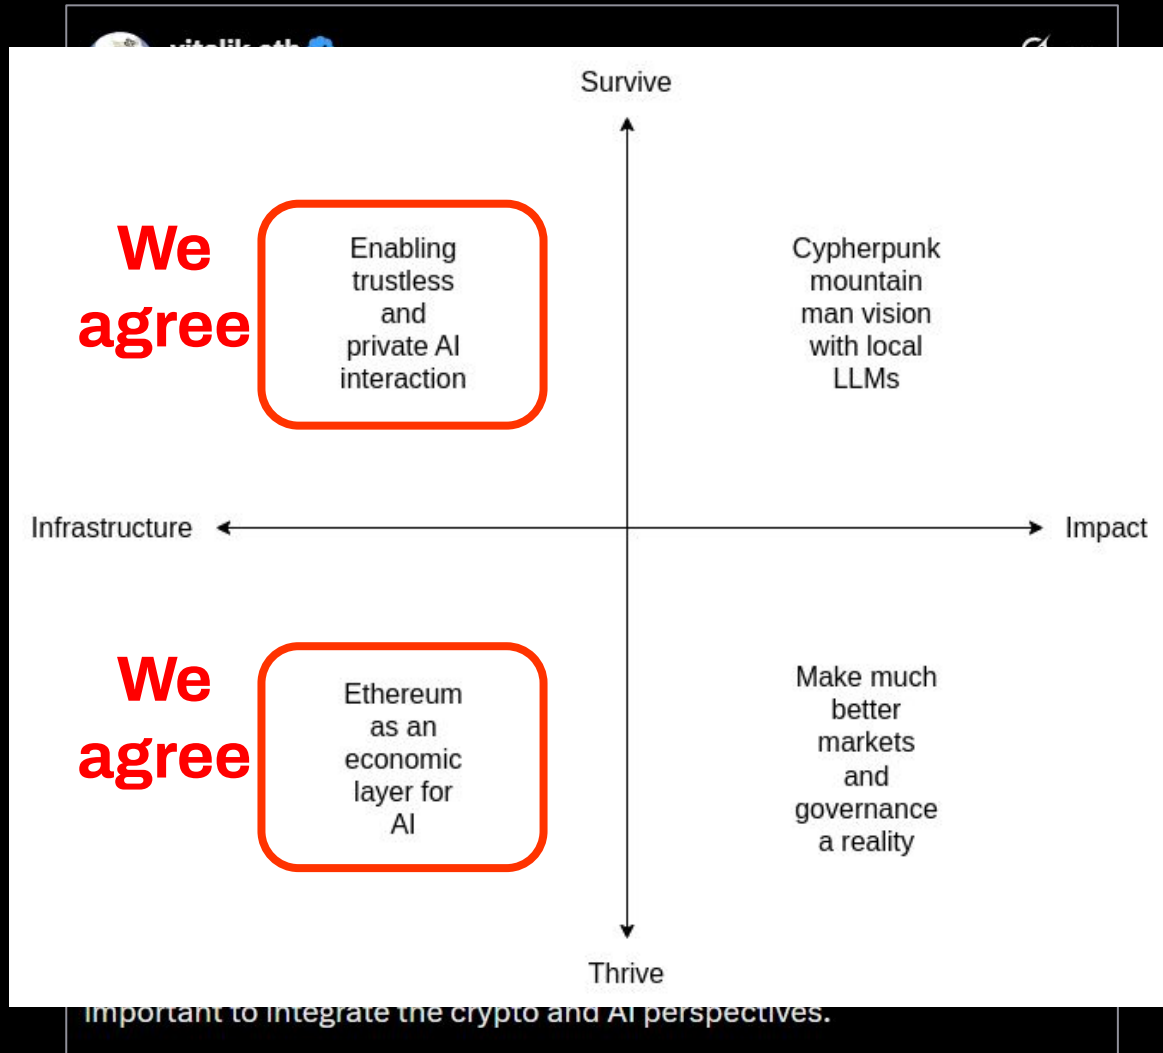 vitalik.eth
Survive
We
agree
Enabling
trustless
and
private AI
interaction
Cypherpunk
mountain
man vision
with local
LLMs
Infrastructure
Impact
We
agree
Ethereum
as an
economic
layer for
AI
Make much
better
markets
and
governance
a reality
Thrive
important to integrate the crypto and AI perspectives.